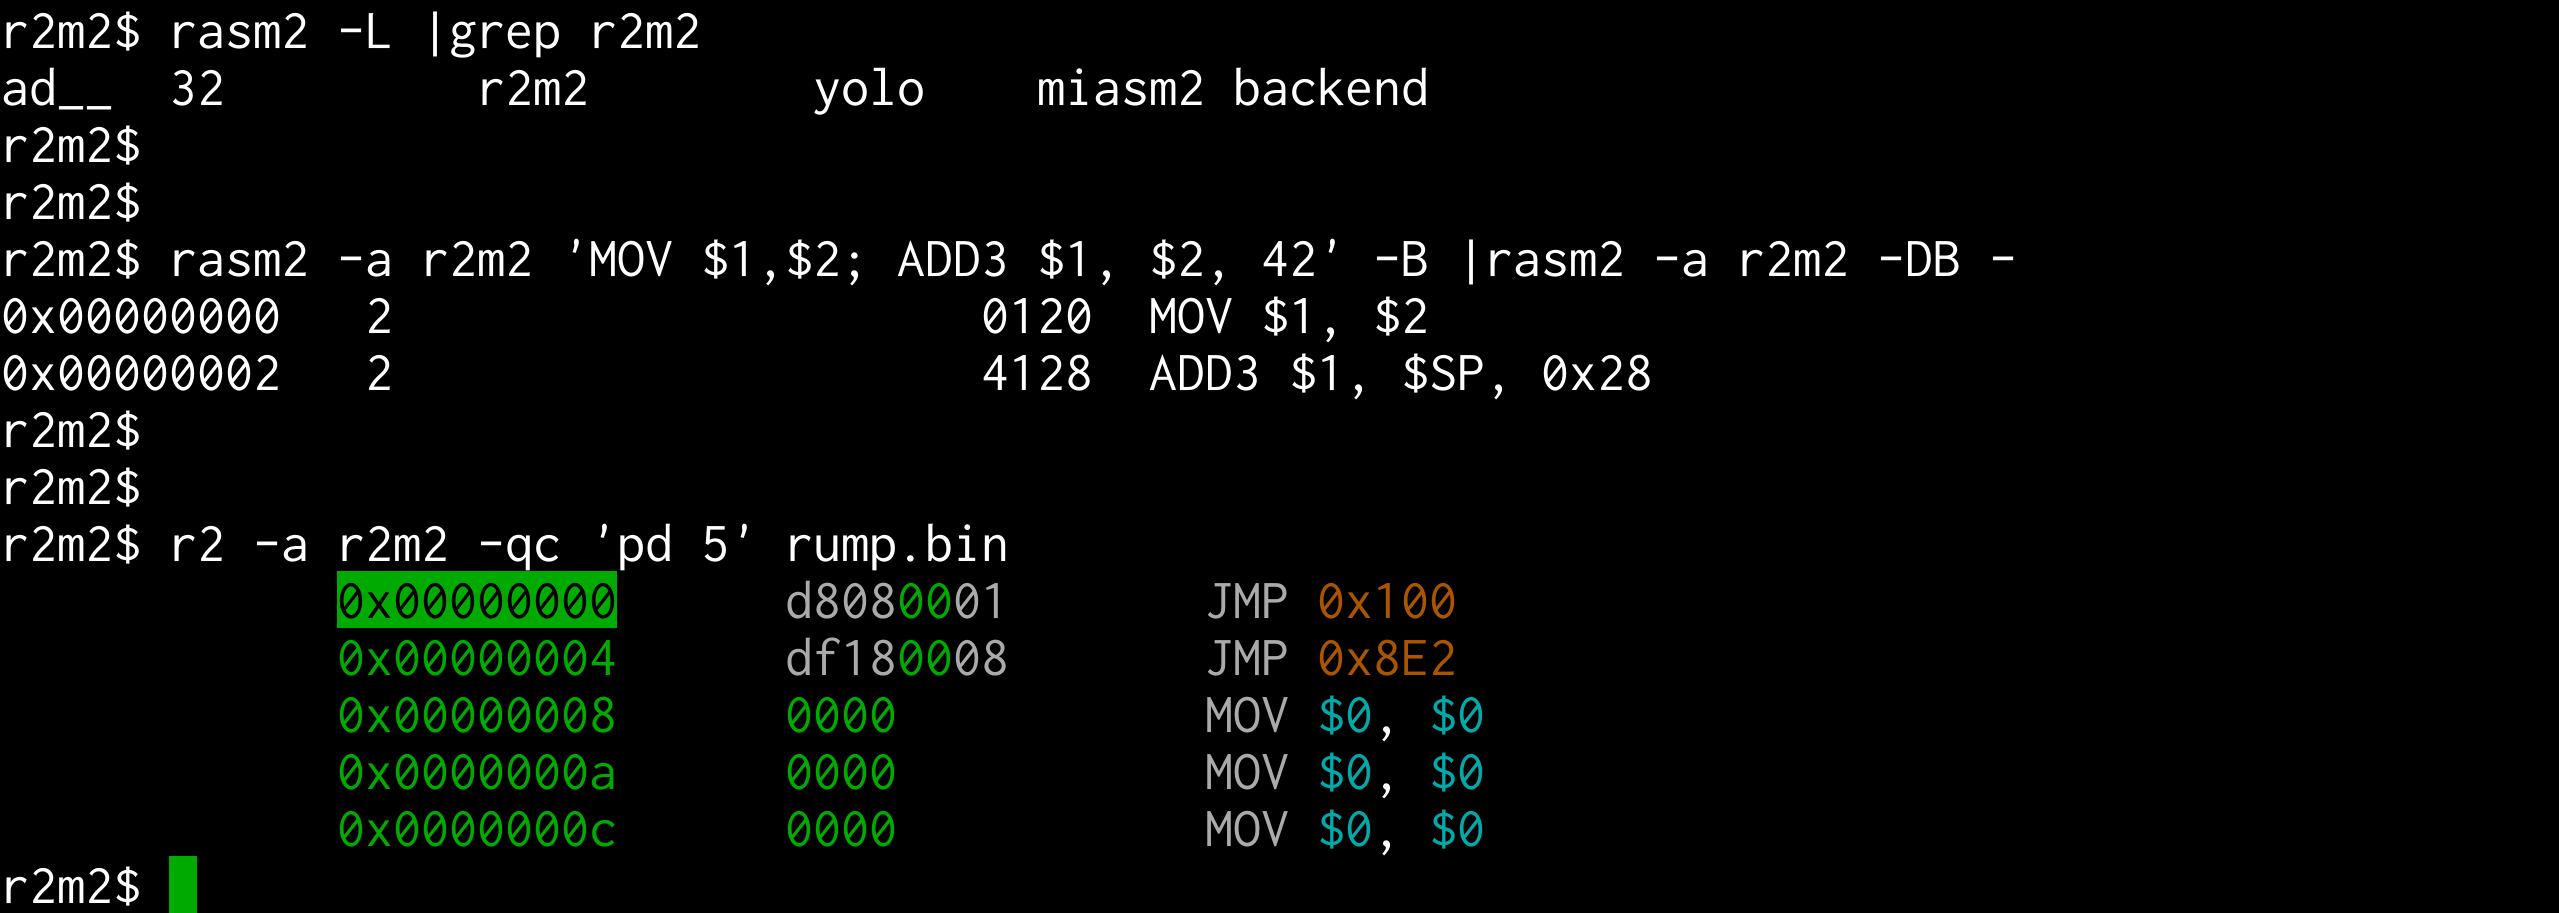 r2m2$ rasm2 -L |grep r2m2
ad__  32         r2m2        yolo    miasm2 backend
r2m2$
r2m2$
r2m2$ rasm2 -a r2m2 'MOV $1,$2; ADD3 $1, $2, 42' -B |rasm2 -a r2m2 -DB -
0x00000000   2                     0120  MOV $1, $2
0x00000002   2                     4128  ADD3 $1, $SP, 0x28
r2m2$
r2m2$
r2m2$ r2 -a r2m2 -qc 'pd 5' rump.bin
            0x00000000      d8080001       JMP 0x100
            0x00000004      df180008       JMP 0x8E2
            0x00000008      0000           MOV $0, $0
            0x0000000a      0000           MOV $0, $0
            0x0000000c      0000           MOV $0, $0
r2m2$